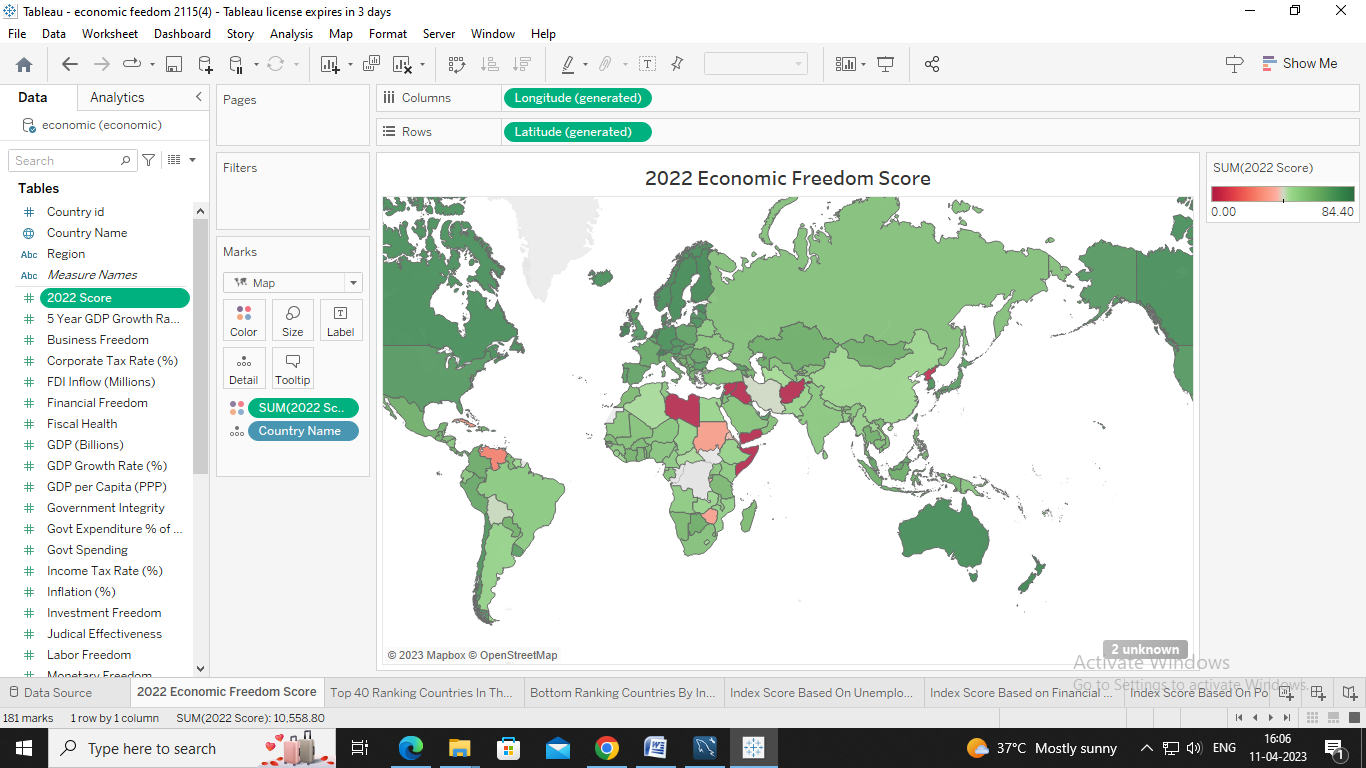 Tableau - economic feedom 2115(4) - Tableau license expires in 3 days
File Data Worksheet Dashboard Story Analysis Map Format Server Window Help
Show Me
Data Analytics
economic (economic)
Search
Tables
Country id
Country Name
Abc Region
Abc Measure Names
2022 Score
5 Year GDP Growth Ra...
Business Freedom
Corporate Tax Rate (%)
FDI Inflow (Millions)
Financial Freedom
Fiscal Health
GDP (Billions)
GDP Growth Rate (%)
GDP per Capita (PPP)
Government Integrity
Govt Expenditure % of ...
Govt Spending
Income Tax Rate (%)
Inflation (%)
Investment Freedom
Judical Effectiveness
Labor Freedom
Monetary Freedom
Pages
Filters
Marks
Map
Color Size Label
Detail Tooltip
SUM(2022 Sc..
Country Name
Columns Longitude (generated)
Rows Latitude (generated)
2022 Economic Freedom Score
© 2023 Mapbox © OpenStreetMap
2 unknown
SUM(2022 Score)
0.00 84.40
Activate Windows
Go to Settings to activate Windows.
Data Source 2022 Economic Freedom Score Top 40 Ranking Countries In Th... Bottom Ranking Countries By In... Index Score Based On Unemplo... Index Score Based on Financial ... Index Score Based On Po
181 marks 1 row by 1 column SUM(2022 Score): 10,558.80
Type here to search
37°C Mostly sunny
ENG
16:06
11-04-2023
1